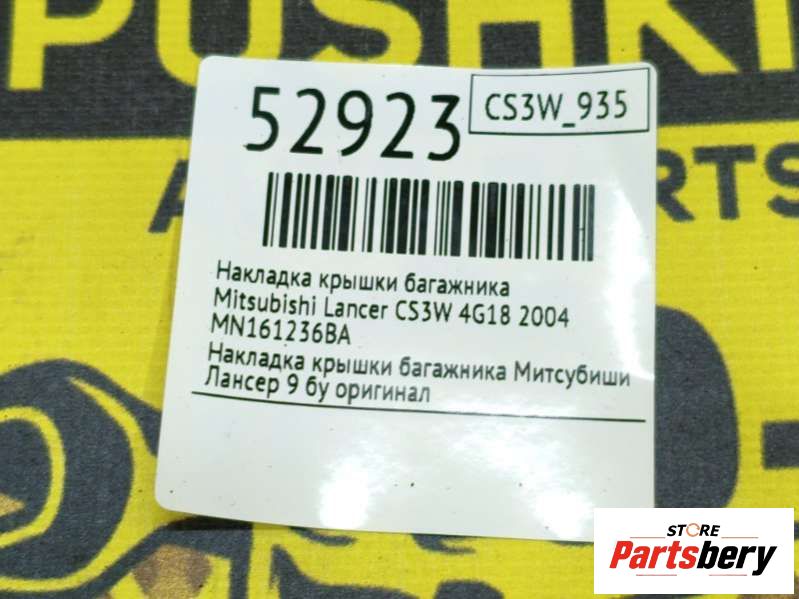 PUSHKI
52923
CS3W_935
Накладка крышки багажника
Mitsubishi Lancer CS3W 4G18 2004
MN161236BA
Накладка крышки багажника Митсубиши
Лансер 9 бу оригинал
STORE
Partsbery